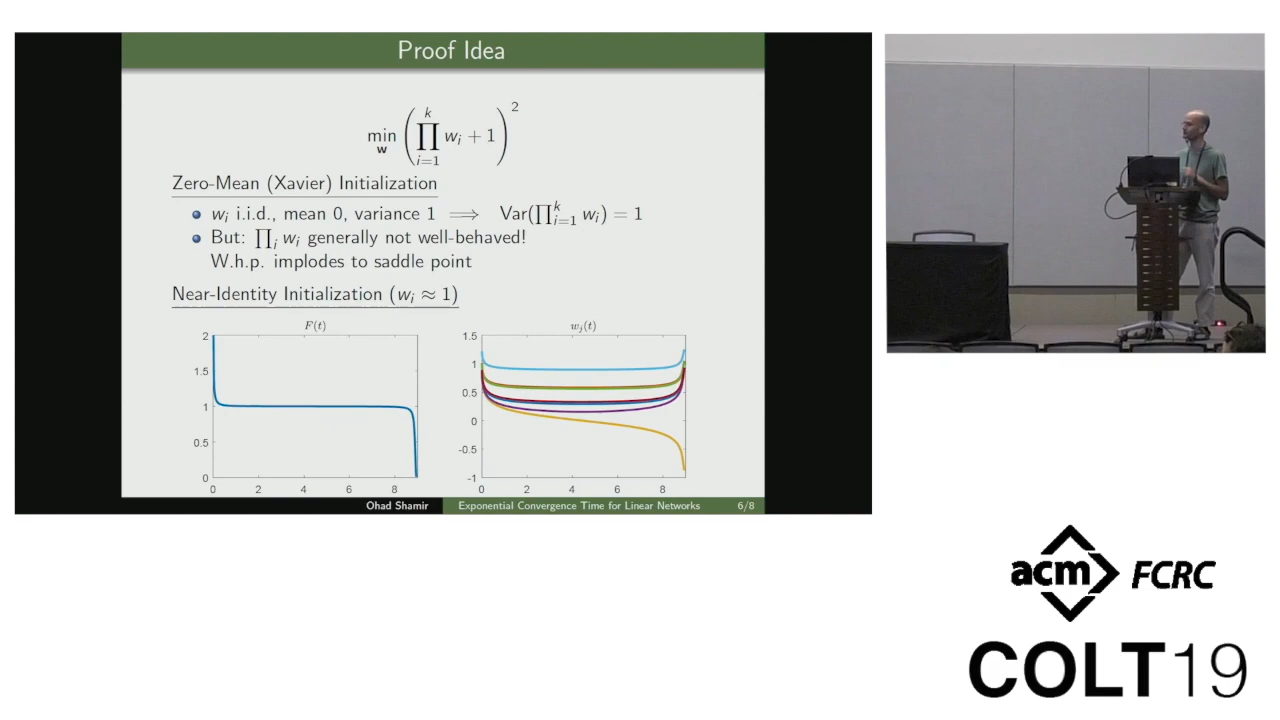 Proof Idea
min_w (∏_{i=1}^{k} w_i + 1)^2
Zero-Mean (Xavier) Initialization
w_i i.i.d., mean 0, variance 1 ⟹ Var(∏_{i=1}^{k} w_i) = 1
But: ∏_i w_i generally not well-behaved!
W.h.p. implodes to saddle point
Near-Identity Initialization (w_i ≈ 1)
F(t)
2
1.5
1
0.5
0
0 2 4 6 8
w_j(t)
1.5
1
0.5
0
-0.5
-1
0 2 4 6 8
Ohad Shamir Exponential Convergence Time for Linear Networks 6/8
acm FCRC
COLT19